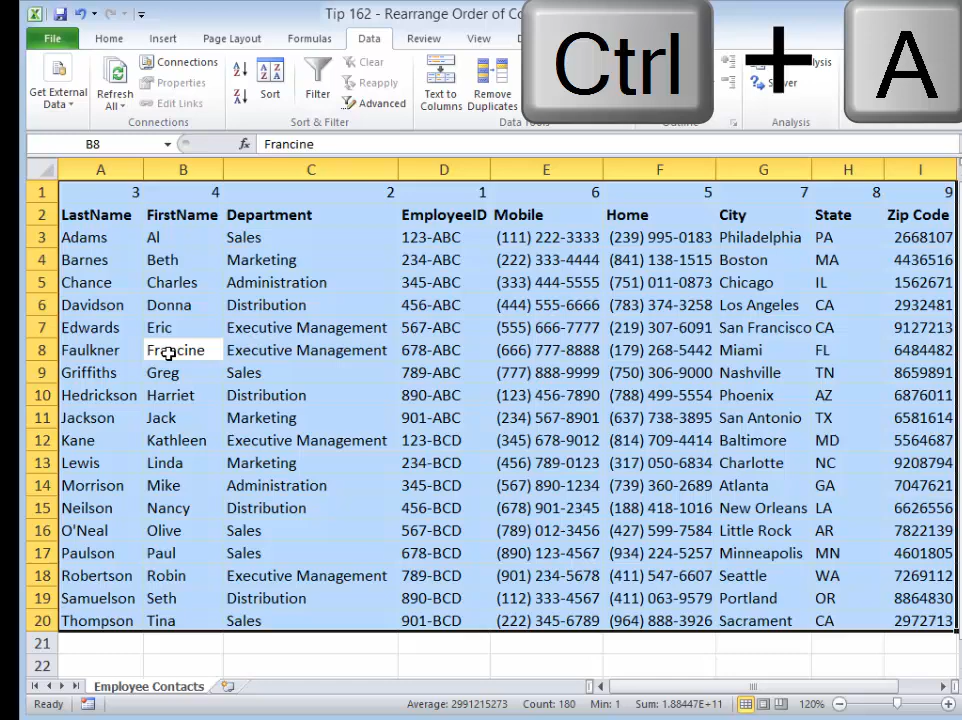 Tip 162 - Rearrange Order of Co
Ctrl + A
File Home Insert Page Layout Formulas Data Review View
Get External Data
Refresh All
Connections
Properties
Edit Links
Connections
Sort
Filter
Clear
Reapply
Advanced
Sort & Filter
Text to Columns
Remove Duplicates
Analysis
B8 fx Francine
A B C D E F G H I
1 3 4 2 1 6 5 7 8 9
2 LastName FirstName Department EmployeeID Mobile Home City State Zip Code
3 Adams Al Sales 123-ABC (111) 222-3333 (239) 995-0183 Philadelphia PA 2668107
4 Barnes Beth Marketing 234-ABC (222) 333-4444 (841) 138-1515 Boston MA 4436516
5 Chance Charles Administration 345-ABC (333) 444-5555 (751) 011-0873 Chicago IL 1562671
6 Davidson Donna Distribution 456-ABC (444) 555-6666 (783) 374-3258 Los Angeles CA 2932481
7 Edwards Eric Executive Management 567-ABC (555) 666-7777 (219) 307-6091 San Francisco CA 9127213
8 Faulkner Francine Executive Management 678-ABC (666) 777-8888 (179) 268-5442 Miami FL 6484482
9 Griffiths Greg Sales 789-ABC (777) 888-9999 (750) 306-9000 Nashville TN 8659891
10 Hedrickson Harriet Distribution 890-ABC (123) 456-7890 (788) 499-5554 Phoenix AZ 6876011
11 Jackson Jack Marketing 901-ABC (234) 567-8901 (637) 738-3895 San Antonio TX 6581614
12 Kane Kathleen Executive Management 123-BCD (345) 678-9012 (814) 709-4414 Baltimore MD 5564687
13 Lewis Linda Marketing 234-BCD (456) 789-0123 (317) 050-6834 Charlotte NC 9208794
14 Morrison Mike Administration 345-BCD (567) 890-1234 (739) 360-2689 Atlanta GA 7047621
15 Neilson Nancy Distribution 456-BCD (678) 901-2345 (188) 418-1016 New Orleans LA 6626556
16 O'Neal Olive Sales 567-BCD (789) 012-3456 (427) 599-7584 Little Rock AR 7822139
17 Paulson Paul Sales 678-BCD (890) 123-4567 (934) 224-5257 Minneapolis MN 4601805
18 Robertson Robin Executive Management 789-BCD (901) 234-5678 (411) 547-6607 Seattle WA 7269112
19 Samuelson Seth Distribution 890-BCD (112) 333-4567 (411) 063-9579 Portland OR 8864830
20 Thompson Tina Sales 901-BCD (222) 345-6789 (964) 888-3926 Sacrament CA 2972713
21
22
Employee Contacts
Ready Average: 2991215273 Count: 180 Min: 1 Sum: 1.88447E+11 120%